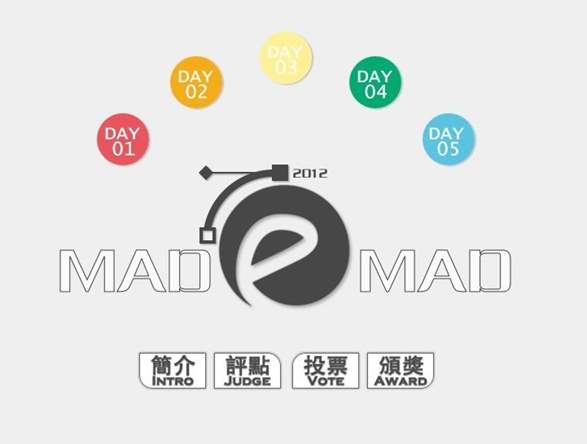 DAY
01
DAY
02
DAY
03
DAY
04
DAY
05
2012
MAD e MAD
簡介
INTRO
評點
JUDGE
投票
VOTE
頒獎
AWARD